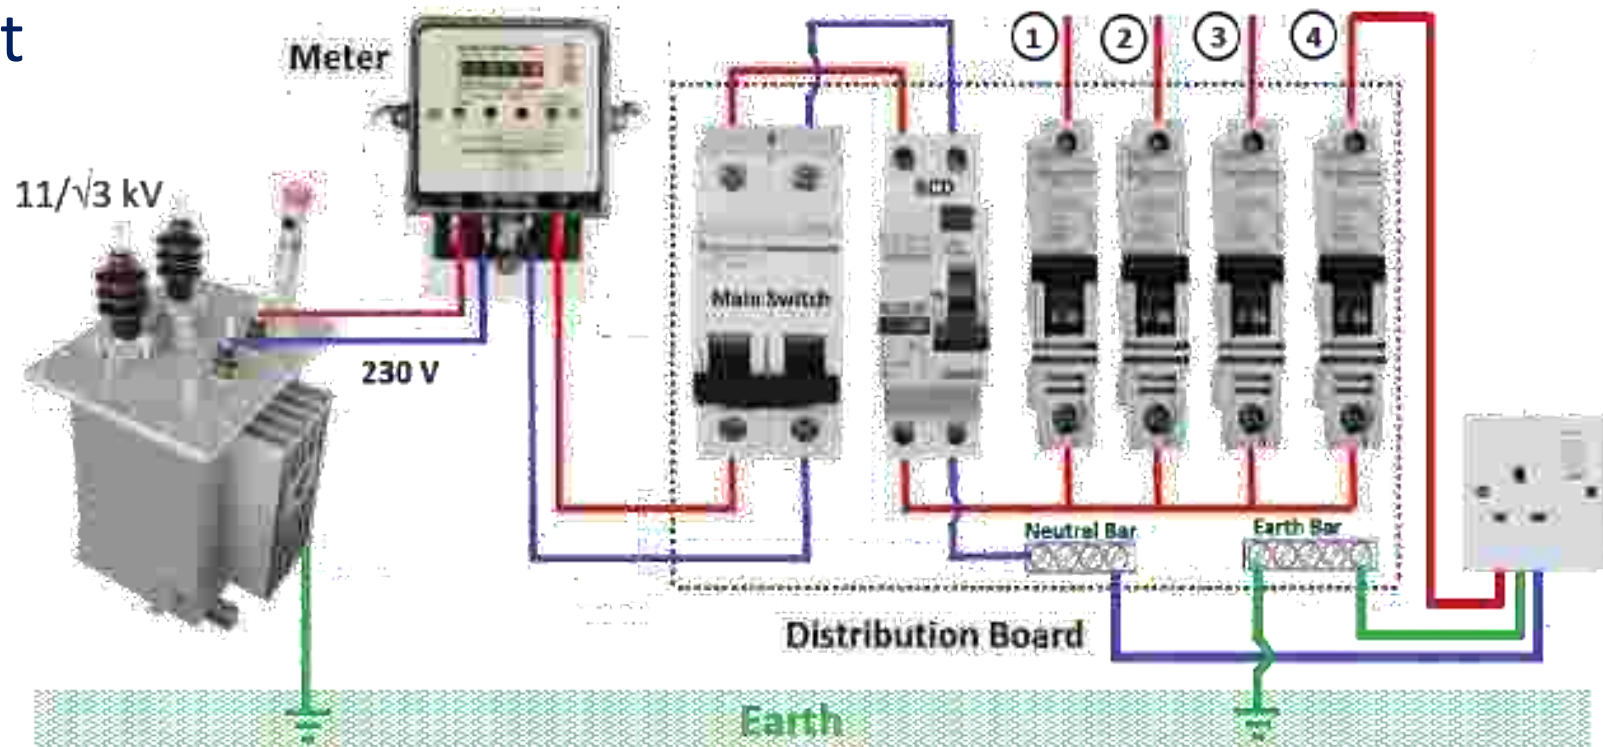 t
Meter
1
2
3
4
11/√3 kV
RCD
Main Switch
230 V
Neutral Bar
Earth Bar
Distribution Board
Earth